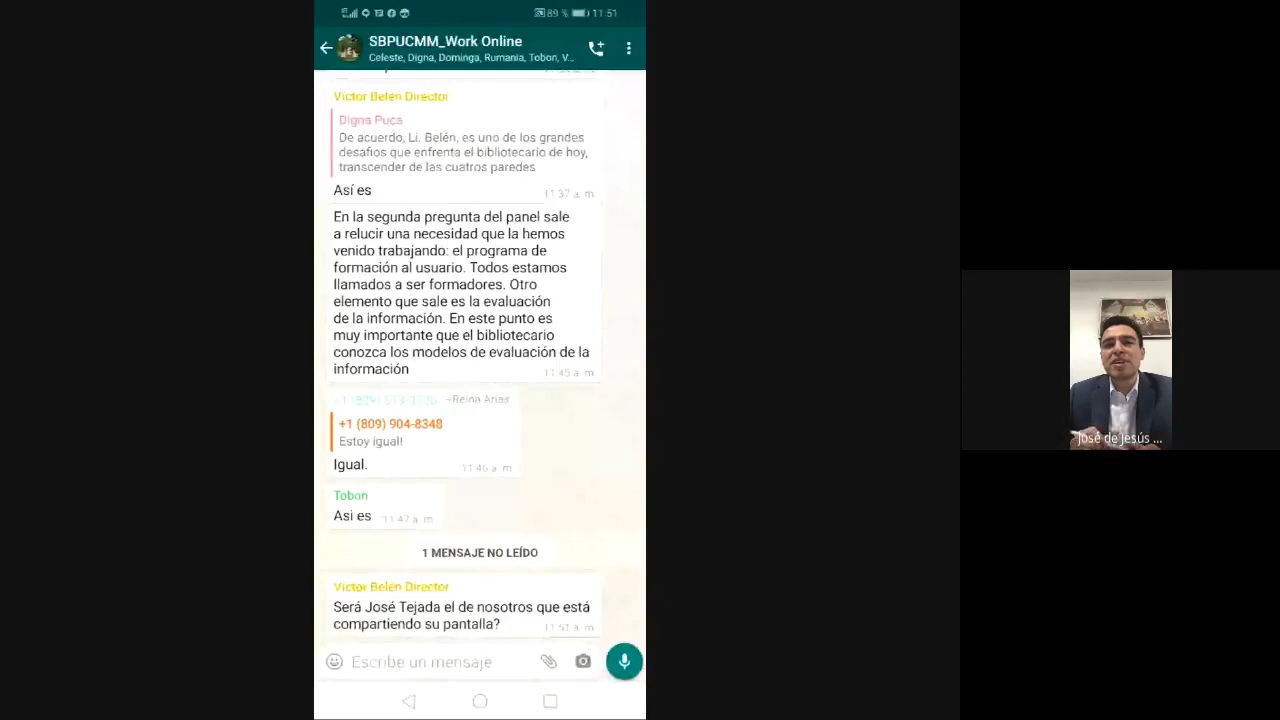 89 % 11:51
SBPUCMM_Work Online
Celeste, Digna, Dominga, Rumania, Tobon, V...
Víctor Belén Director
Digna Puca
De acuerdo, Li. Belén, es uno de los grandes
desafíos que enfrenta el bibliotecario de hoy,
transcender de las cuatros paredes
Así es
11:37 a. m.
En la segunda pregunta del panel sale
a relucir una necesidad que la hemos
venido trabajando: el programa de
formación al usuario. Todos estamos
llamados a ser formadores. Otro
elemento que sale es la evaluación
de la información. En este punto es
muy importante que el bibliotecario
conozca los modelos de evaluación de la
información
11:45 a. m.
~Reina Arias
+1 (809) 904-8348
Estoy igual!
Igual.
11:46 a. m.
Tobon
Asi es
11:47 a. m.
1 MENSAJE NO LEÍDO
Víctor Belén Director
Será José Tejada el de nosotros que está
compartiendo su pantalla?
11:51 a. m.
Escribe un mensaje
José de Jesús ...